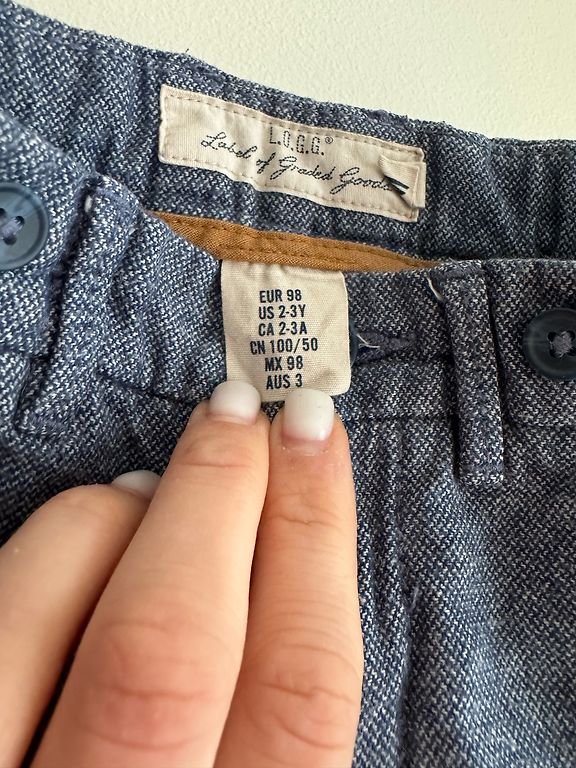 L.O.G.G.®
Label of Graded Goods
EUR 98
US 2-3Y
CA 2-3A
CN 100/50
MX 98
AUS 3